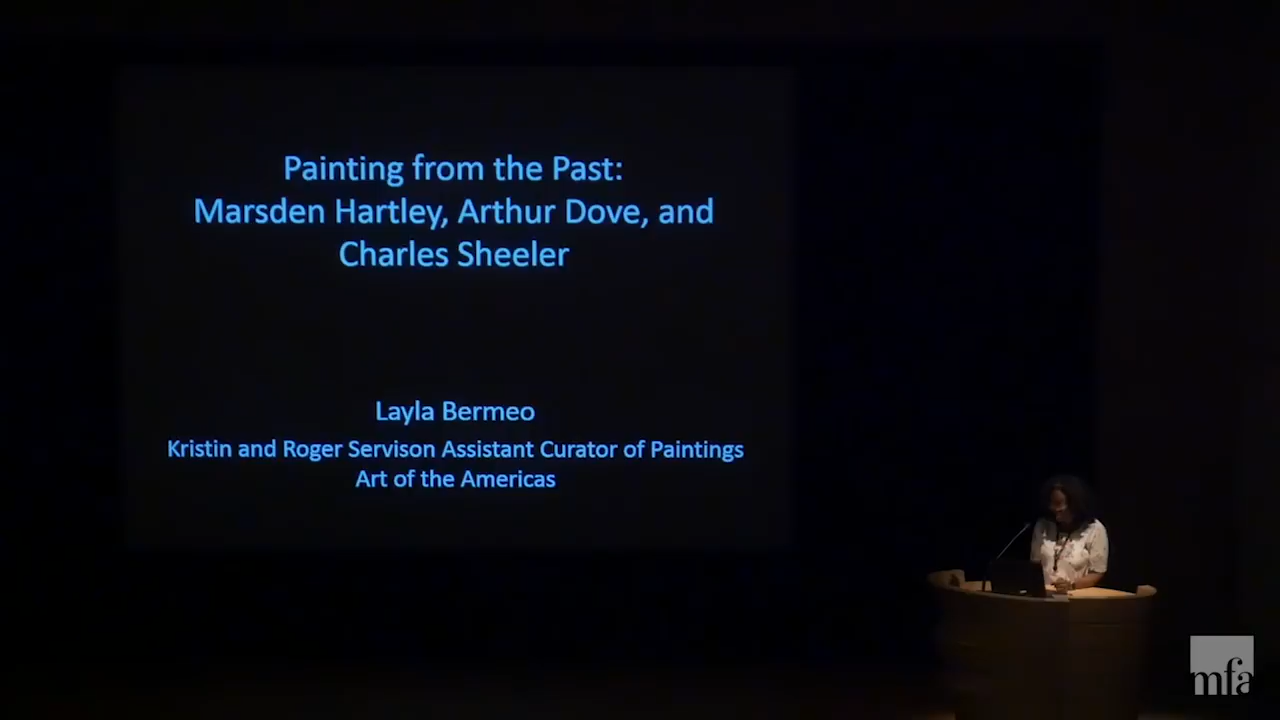 Painting from the Past:
Marsden Hartley, Arthur Dove, and
Charles Sheeler
Layla Bermeo
Kristin and Roger Servison Assistant Curator of Paintings
Art of the Americas
mfa